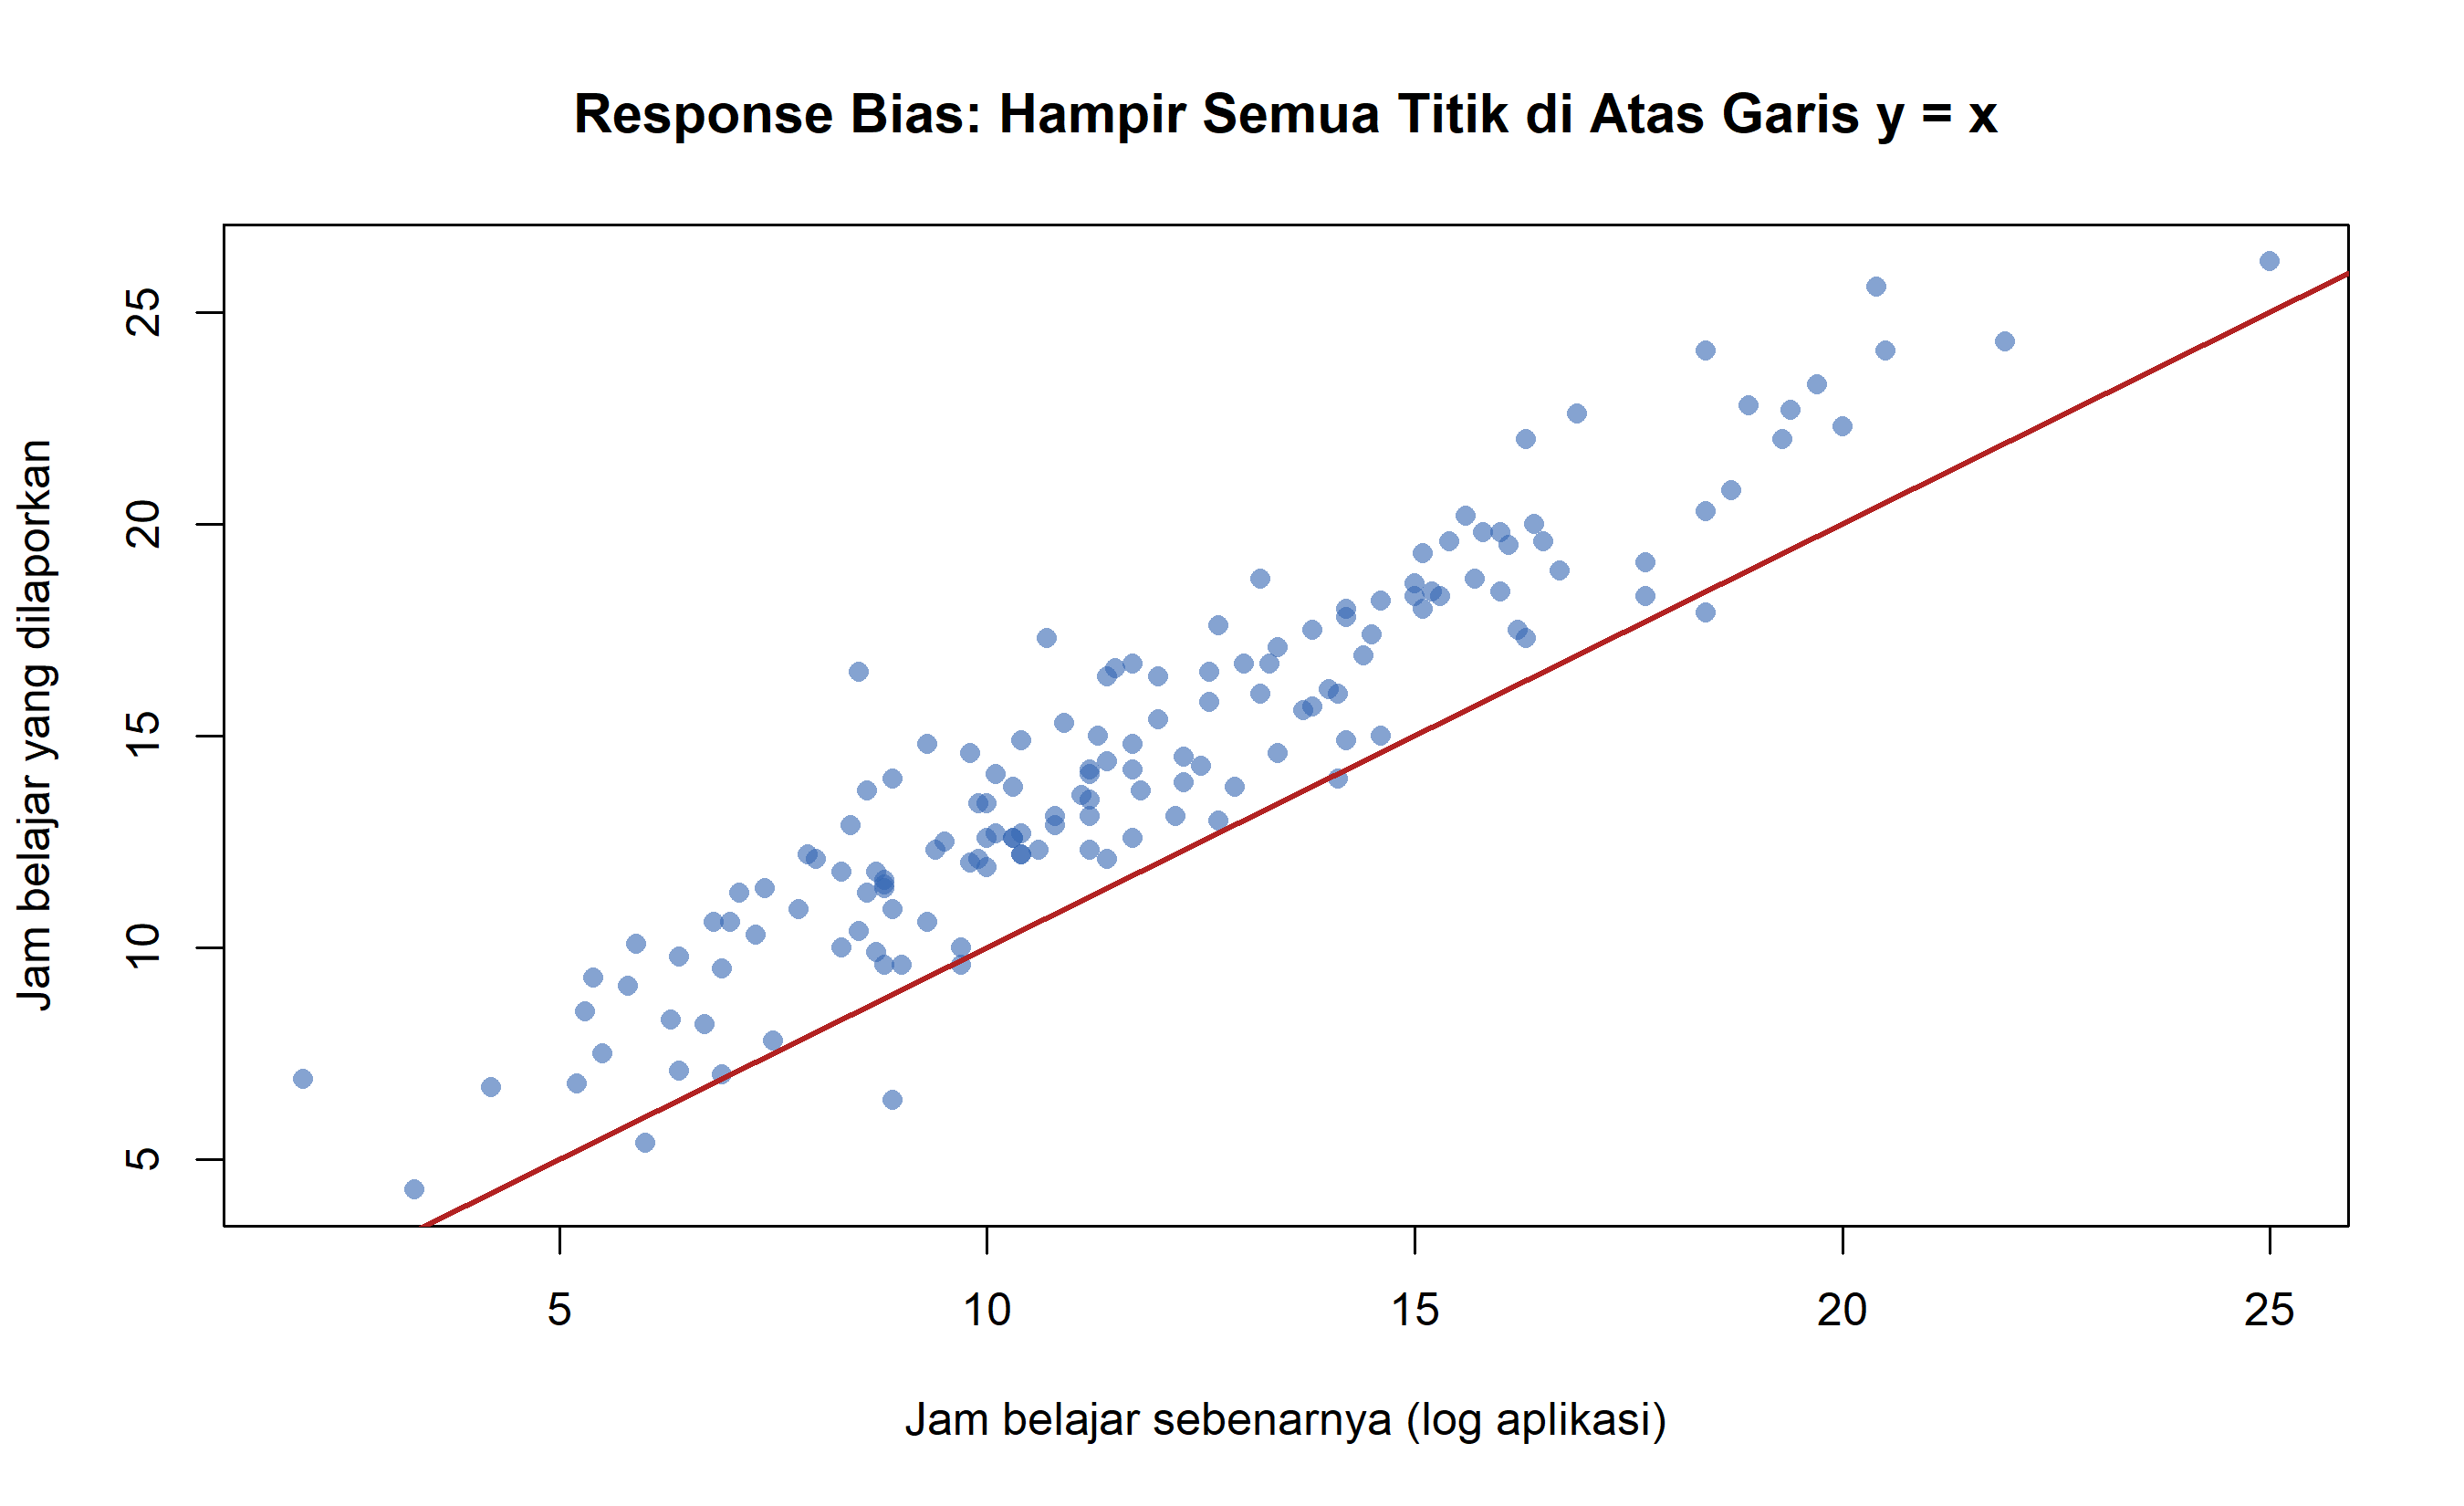 Response Bias: Hampir Semua Titik di Atas Garis y = x
Jam belajar yang dilaporkan
25
20
15
10
5
5 10 15 20 25
Jam belajar sebenarnya (log aplikasi)